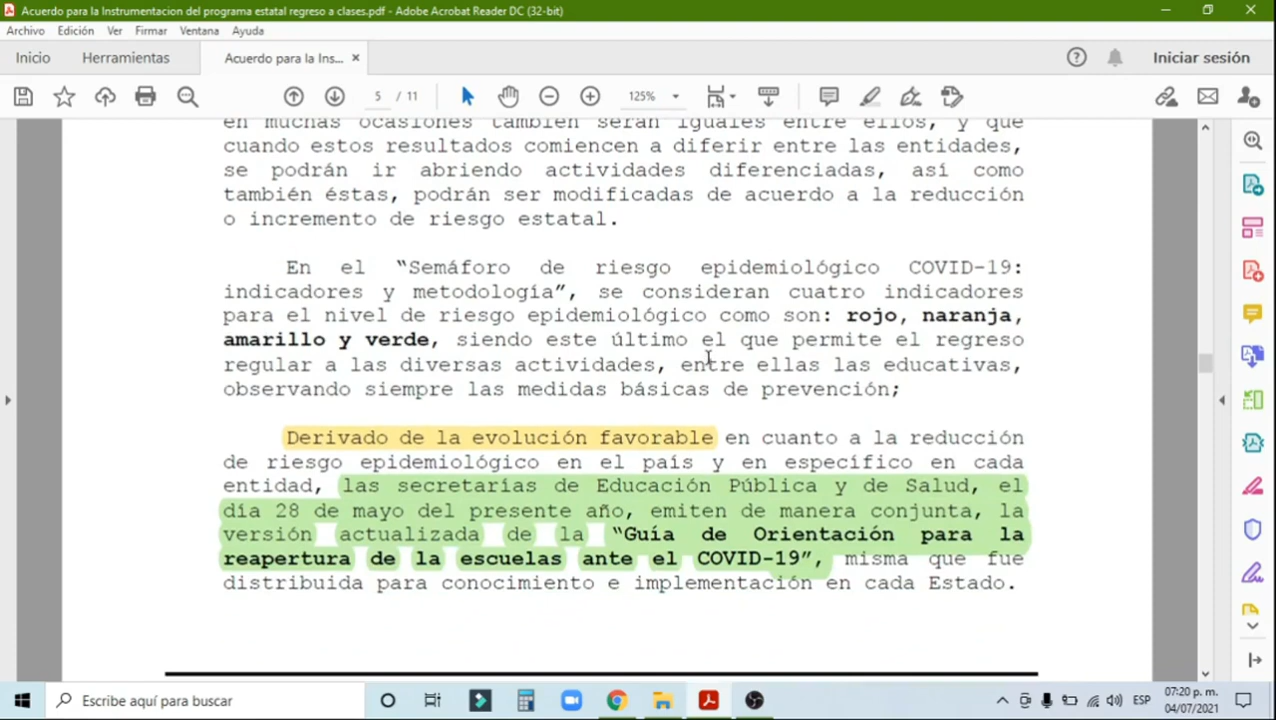 Acuerdo para la Instrumentacion del programa estatal regreso a clases.pdf - Adobe Acrobat Reader DC (32-bit)
Archivo Edición Ver Firmar Ventana Ayuda
Inicio Herramientas Acuerdo para la Ins... Iniciar sesión
5 / 11 125%
en muchas ocasiones también serán iguales entre ellos, y que
cuando estos resultados comiencen a diferir entre las entidades,
se podrán ir abriendo actividades diferenciadas, así como
también éstas, podrán ser modificadas de acuerdo a la reducción
o incremento de riesgo estatal.
En el “Semáforo de riesgo epidemiológico COVID-19:
indicadores y metodología”, se consideran cuatro indicadores
para el nivel de riesgo epidemiológico como son: rojo, naranja,
amarillo y verde, siendo este último el que permite el regreso
regular a las diversas actividades, entre ellas las educativas,
observando siempre las medidas básicas de prevención;
Derivado de la evolución favorable en cuanto a la reducción
de riesgo epidemiológico en el país y en específico en cada
entidad, las secretarías de Educación Pública y de Salud, el
día 28 de mayo del presente año, emiten de manera conjunta, la
versión actualizada de la “Guía de Orientación para la
reapertura de la escuelas ante el COVID-19”, misma que fue
distribuida para conocimiento e implementación en cada Estado.
Escribe aquí para buscar
ESP
07:20 p. m.
04/07/2021